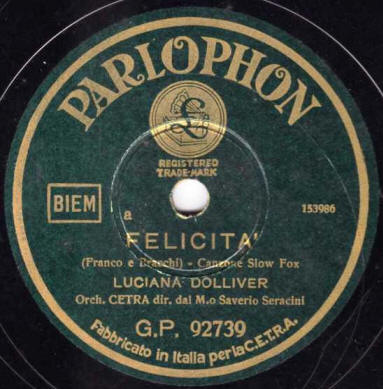 PARLOPHON
£
REGISTERED
TRADE-MARK
BIEM
153986
a
FELICITA'
(Franco e Bracchi) - Canzone Slow Fox
LUCIANA DOLLIVER
Orch. CETRA dir. dal M.o Saverio Seracini
G.P. 92739
Fabbricato in Italia per la C.E.T.R.A.